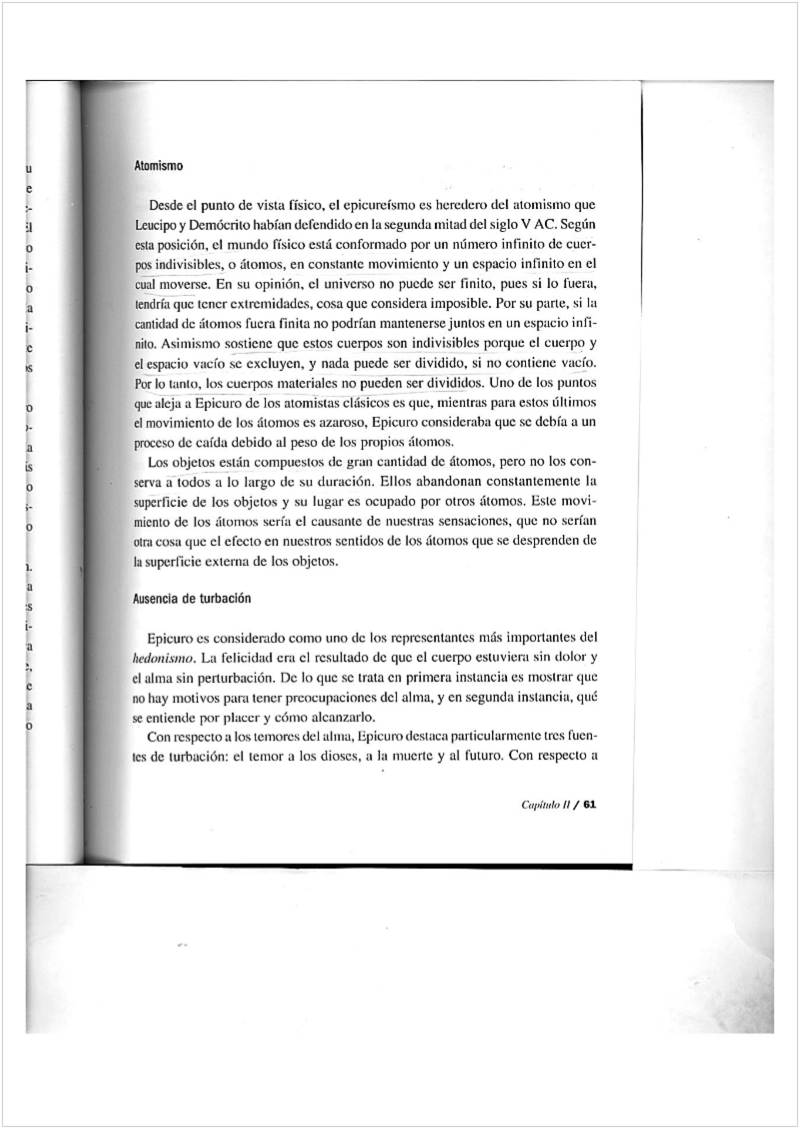 Atomismo
Desde el punto de vista físico, el epicureísmo es heredero del atomismo que
Leucipo y Demócrito habían defendido en la segunda mitad del siglo V AC. Según
esta posición, el mundo físico está conformado por un número infinito de cuer-
pos indivisibles, o átomos, en constante movimiento y un espacio infinito en el
cual moverse. En su opinión, el universo no puede ser finito, pues si lo fuera,
tendría que tener extremidades, cosa que considera imposible. Por su parte, si la
cantidad de átomos fuera finita no podrían mantenerse juntos en un espacio infi-
nito. Asimismo sostiene que estos cuerpos son indivisibles porque el cuerpo y
el espacio vacío se excluyen, y nada puede ser dividido, si no contiene vacío.
Por lo tanto, los cuerpos materiales no pueden ser divididos. Uno de los puntos
que aleja a Epicuro de los atomistas clásicos es que, mientras para estos últimos
el movimiento de los átomos es azaroso, Epicuro consideraba que se debía a un
proceso de caída debido al peso de los propios átomos.
Los objetos están compuestos de gran cantidad de átomos, pero no los con-
serva a todos a lo largo de su duración. Ellos abandonan constantemente la
superficie de los objetos y su lugar es ocupado por otros átomos. Este movi-
miento de los átomos sería el causante de nuestras sensaciones, que no serían
otra cosa que el efecto en nuestros sentidos de los átomos que se desprenden de
la superficie externa de los objetos.
Ausencia de turbación
Epicuro es considerado como uno de los representantes más importantes del
hedonismo. La felicidad era el resultado de que el cuerpo estuviera sin dolor y
el alma sin perturbación. De lo que se trata en primera instancia es mostrar que
no hay motivos para tener preocupaciones del alma, y en segunda instancia, qué
se entiende por placer y cómo alcanzarlo.
Con respecto a los temores del alma, Epicuro destaca particularmente tres fuen-
tes de turbación: el temor a los dioses, a la muerte y al futuro. Con respecto a
Capítulo II / 61